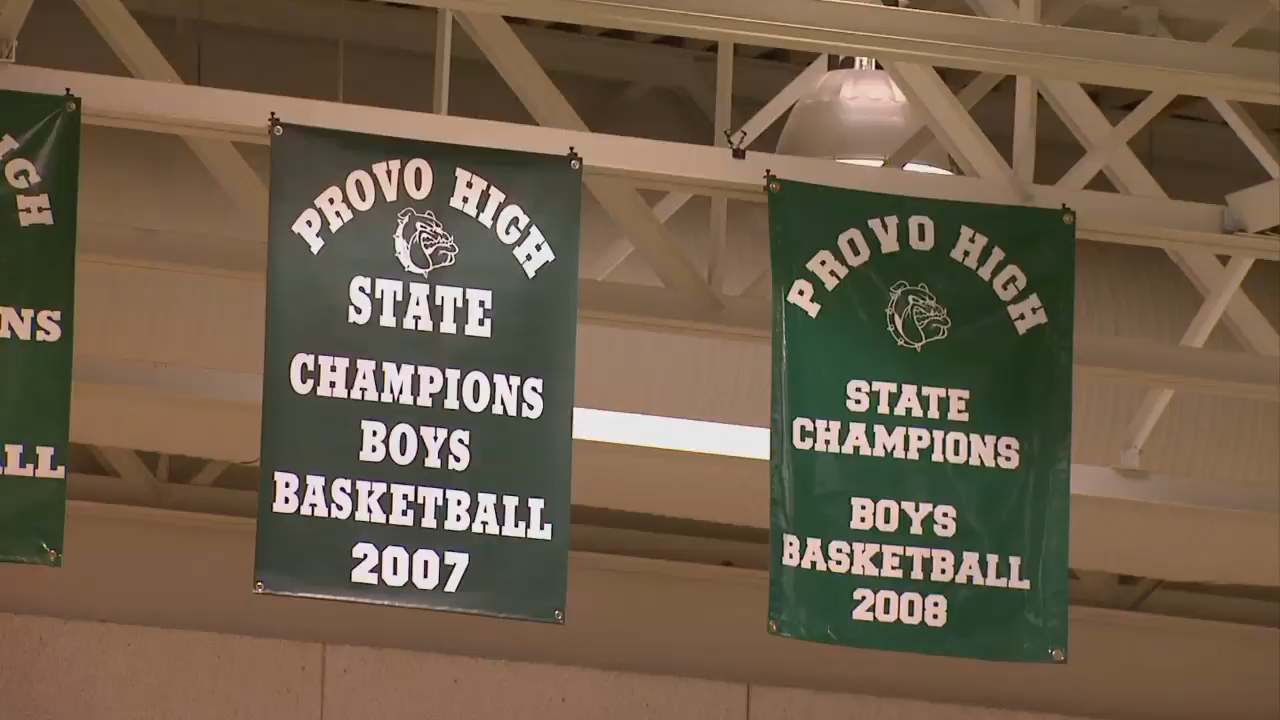 PROVO HIGH
STATE
CHAMPIONS
BOYS
BASKETBALL
2007
PROVO HIGH
STATE
CHAMPIONS
BOYS
BASKETBALL
2008